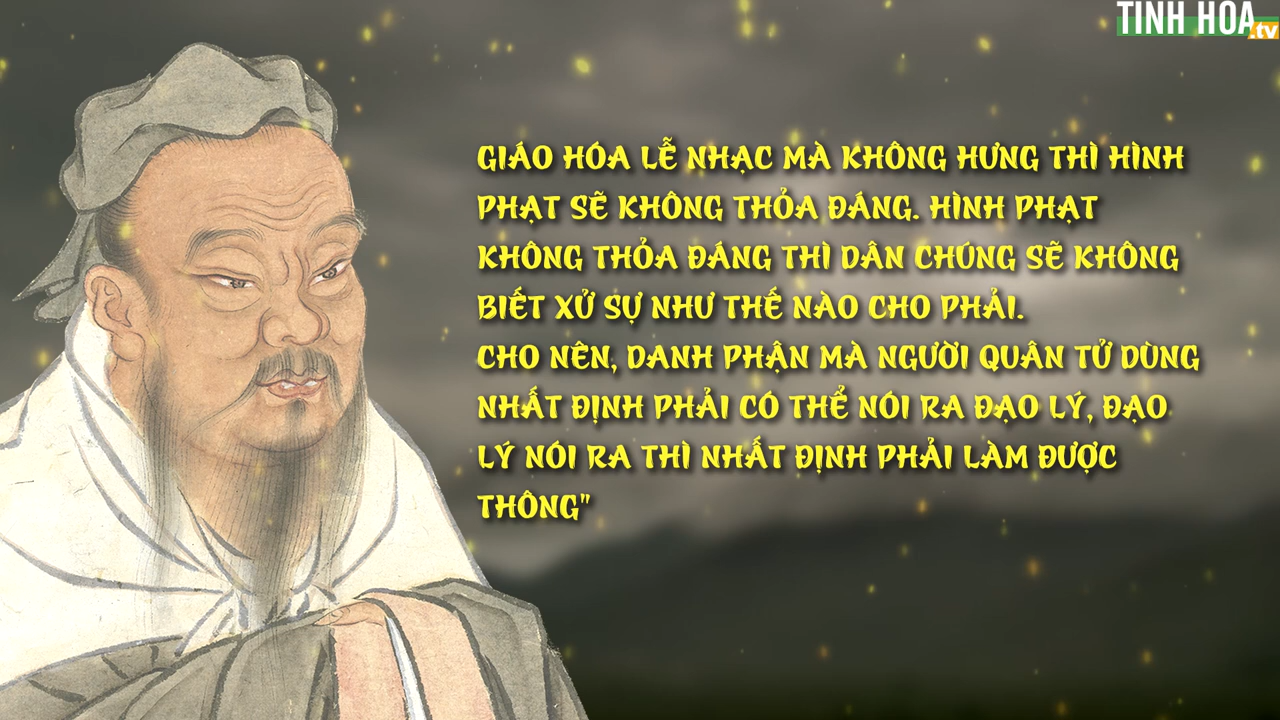 TINH HOA
.tv
GIÁO HÓA LỄ NHẠC MÀ KHÔNG HƯNG THÌ HÌNH
PHẠT SẼ KHÔNG THỎA ĐÁNG. HÌNH PHẠT
KHÔNG THỎA ĐÁNG THÌ DÂN CHÚNG SẼ KHÔNG
BIẾT XỬ SỰ NHƯ THẾ NÀO CHO PHẢI.
CHO NÊN, DANH PHẬN MÀ NGƯỜI QUÂN TỬ DÙNG
NHẤT ĐỊNH PHẢI CÓ THỂ NÓI RA ĐẠO LÝ, ĐẠO
LÝ NÓI RA THÌ NHẤT ĐỊNH PHẢI LÀM ĐƯỢC
THÔNG"